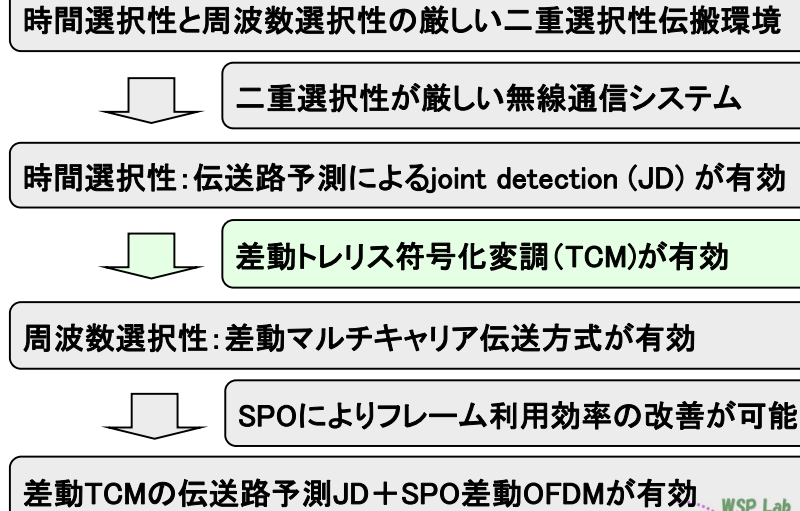 時間選択性と周波数選択性の厳しい二重選択性伝搬環境
二重選択性が厳しい無線通信システム
時間選択性:伝送路予測によるjoint detection (JD) が有効
差動トレリス符号化変調(TCM)が有効
周波数選択性:差動マルチキャリア伝送方式が有効
SPOによりフレーム利用効率の改善が可能
差動TCMの伝送路予測JD+SPO差動OFDMが有効
WSP Lab